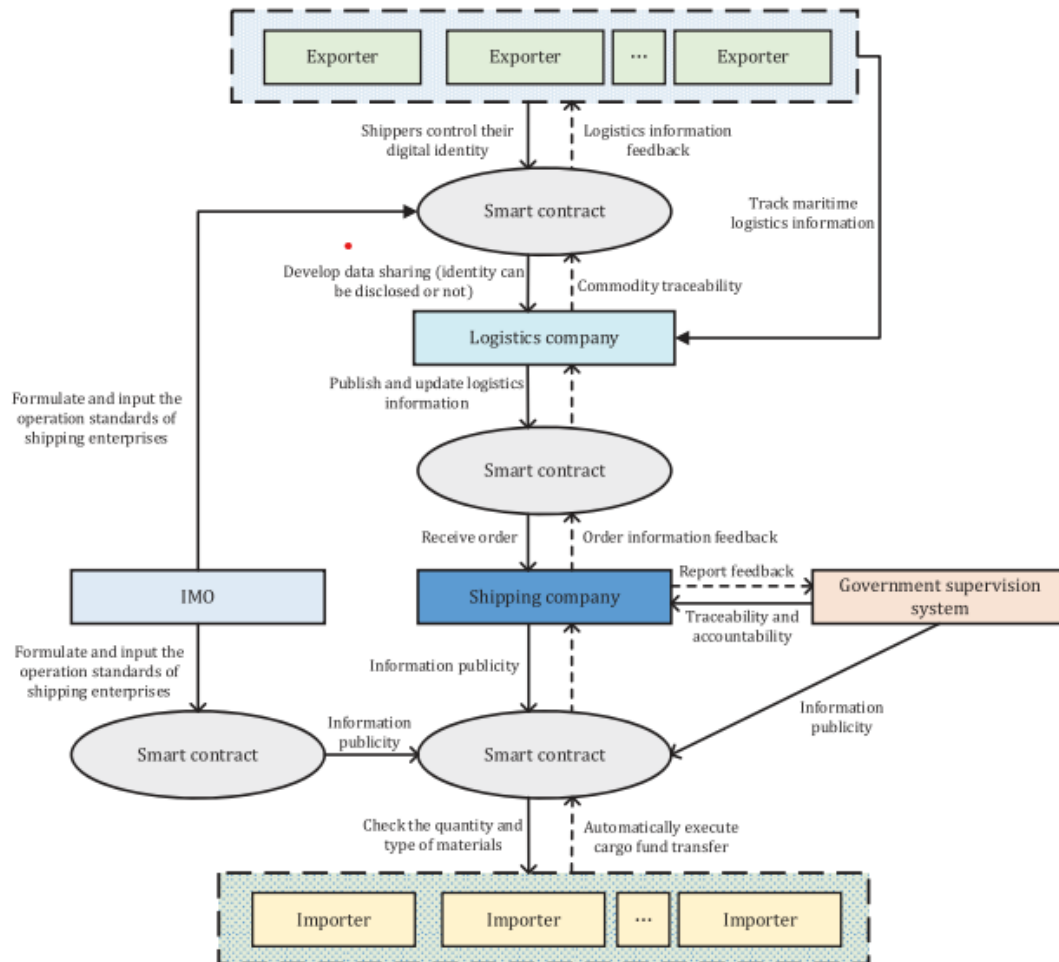 Exporter
Exporter
...
Exporter
Shippers control their
digital identity
Logistics information
feedback
Smart contract
Track maritime
logistics information
Develop data sharing (identity can
be disclosed or not)
Commodity traceability
Logistics company
Publish and update logistics
information
Formulate and input the
operation standards of
shipping enterprises
Smart contract
Receive order
Order information feedback
IMO
Shipping company
Report feedback
Traceability and
accountability
Government supervision
system
Formulate and input the
operation standards of
shipping enterprises
Information publicity
Information
publicity
Smart contract
Information
publicity
Smart contract
Check the quantity and
type of materials
Automatically execute
cargo fund transfer
Importer
Importer
...
Importer